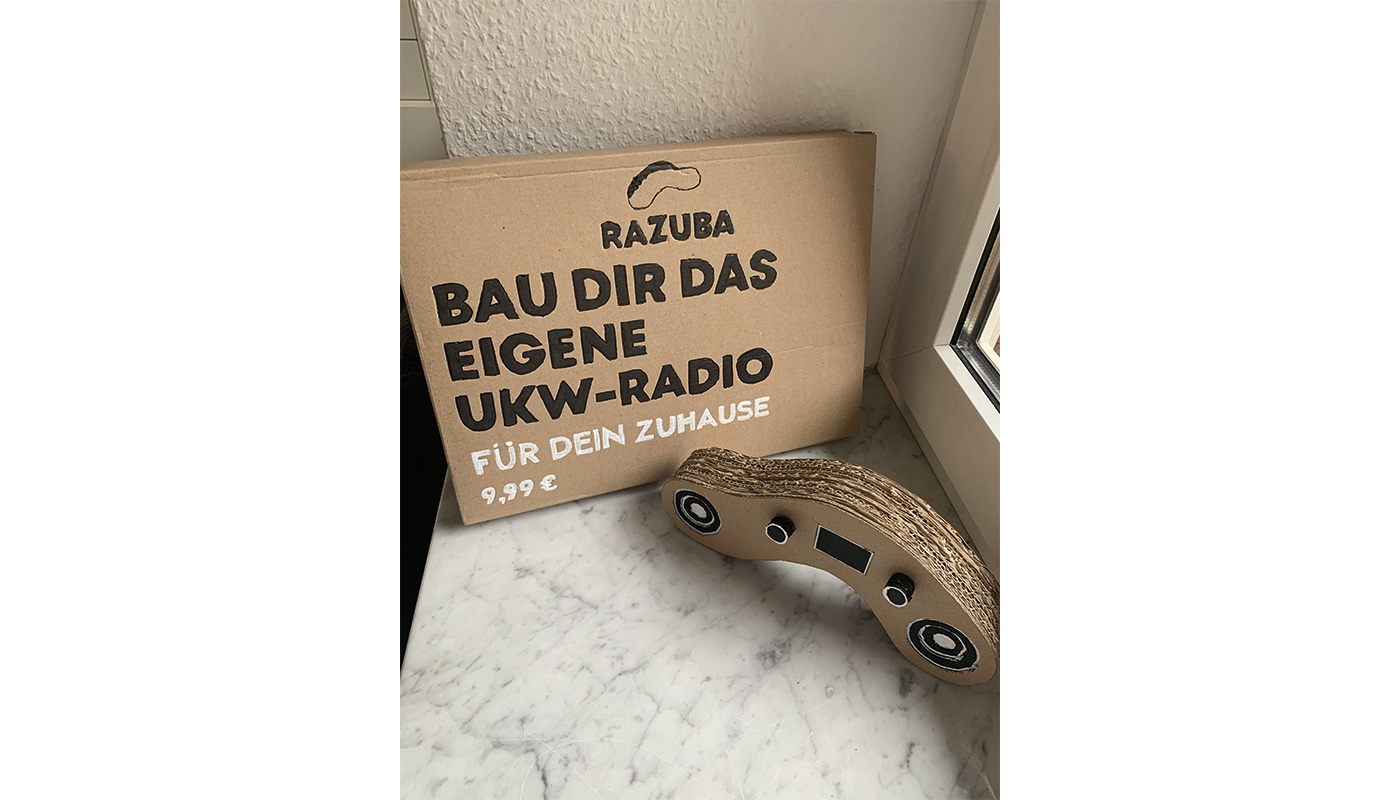 RAZUBA
BAU DIR DAS
EIGENE
UKW-RADIO
FÜR DEIN ZUHAUSE
9,99 €